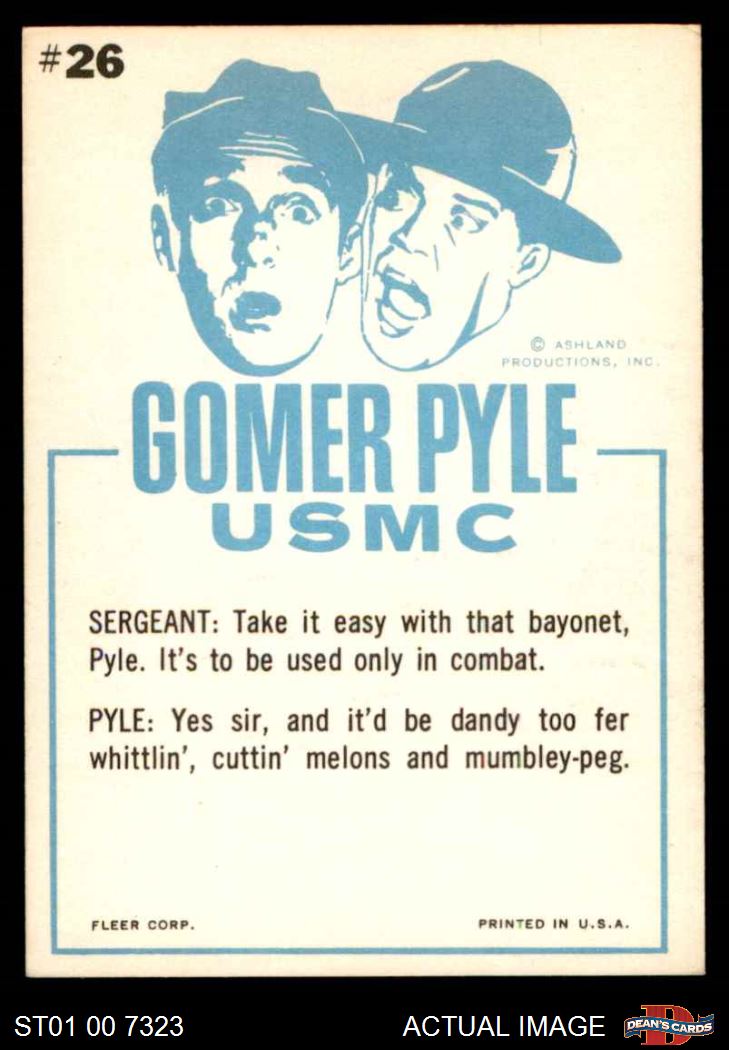 #26
© ASHLAND
PRODUCTIONS, INC.
GOMER PYLE
USMC
SERGEANT: Take it easy with that bayonet,
Pyle. It's to be used only in combat.
PYLE: Yes sir, and it'd be dandy too fer
whittlin', cuttin' melons and mumbley-peg.
FLEER CORP.
PRINTED IN U.S.A.
ST01 00 7323
ACTUAL IMAGE
D
DEAN'S CARDS